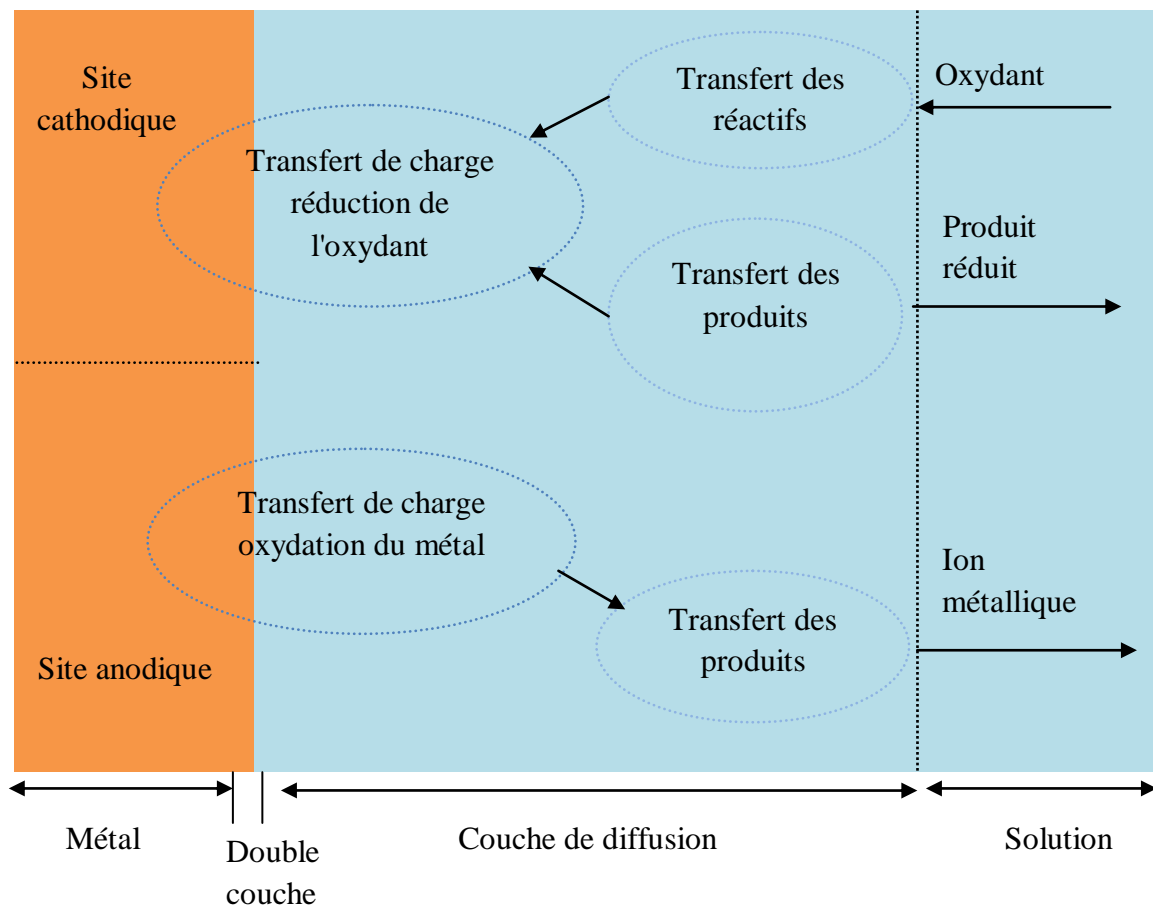 Site
cathodique
Transfert des
réactifs
Oxydant
Transfert de charge
réduction de
l'oxydant
Transfert des
produits
Produit
réduit
Transfert de charge
oxydation du métal
Transfert des
produits
Ion
métallique
Site anodique
Métal
Double
couche
Couche de diffusion
Solution